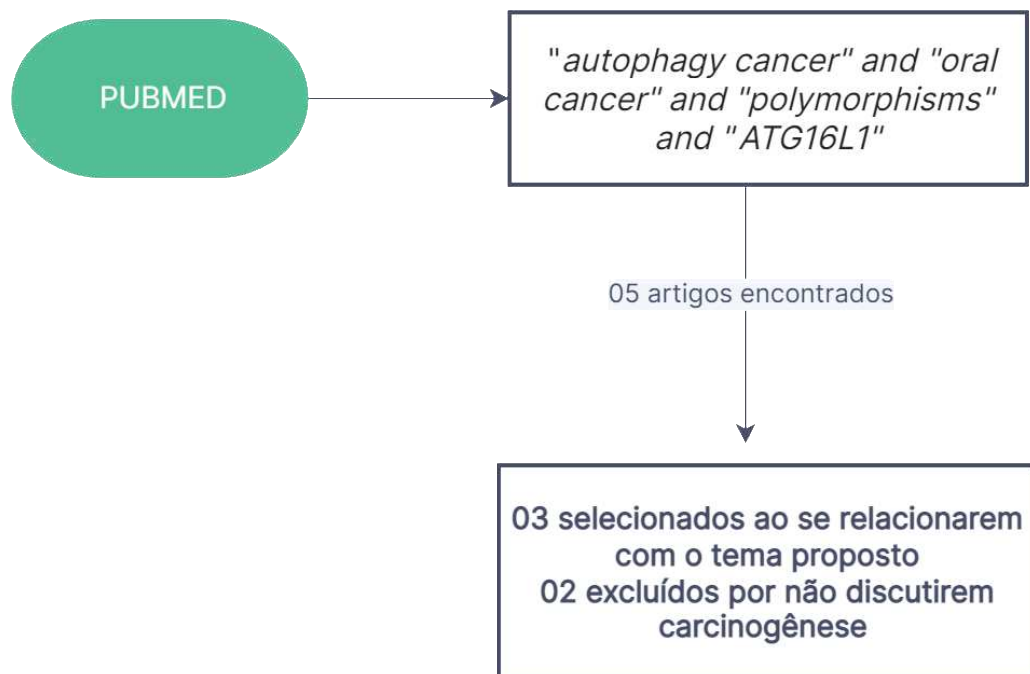 PUBMED
"autophagy cancer" and "oral
cancer" and "polymorphisms"
and "ATG16L1"
05 artigos encontrados
03 selecionados ao se relacionarem
com o tema proposto
02 excluídos por não discutirem
carcinogênese